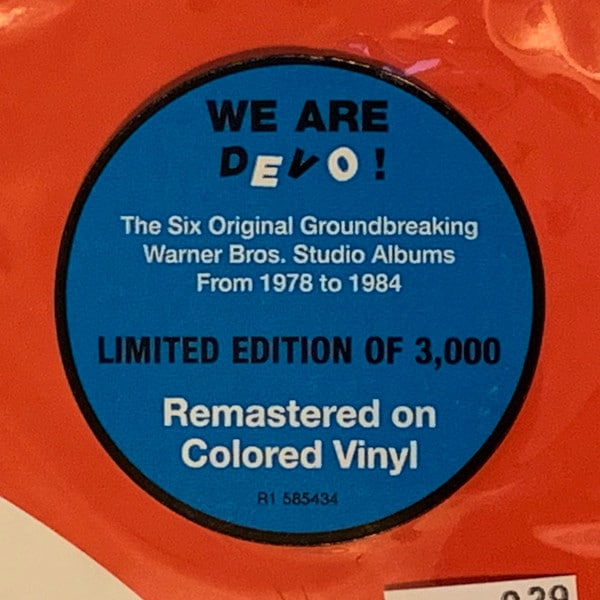 WE ARE
DEVO!
The Six Original Groundbreaking
Warner Bros. Studio Albums
From 1978 to 1984
LIMITED EDITION OF 3,000
Remastered on
Colored Vinyl
R1 585434